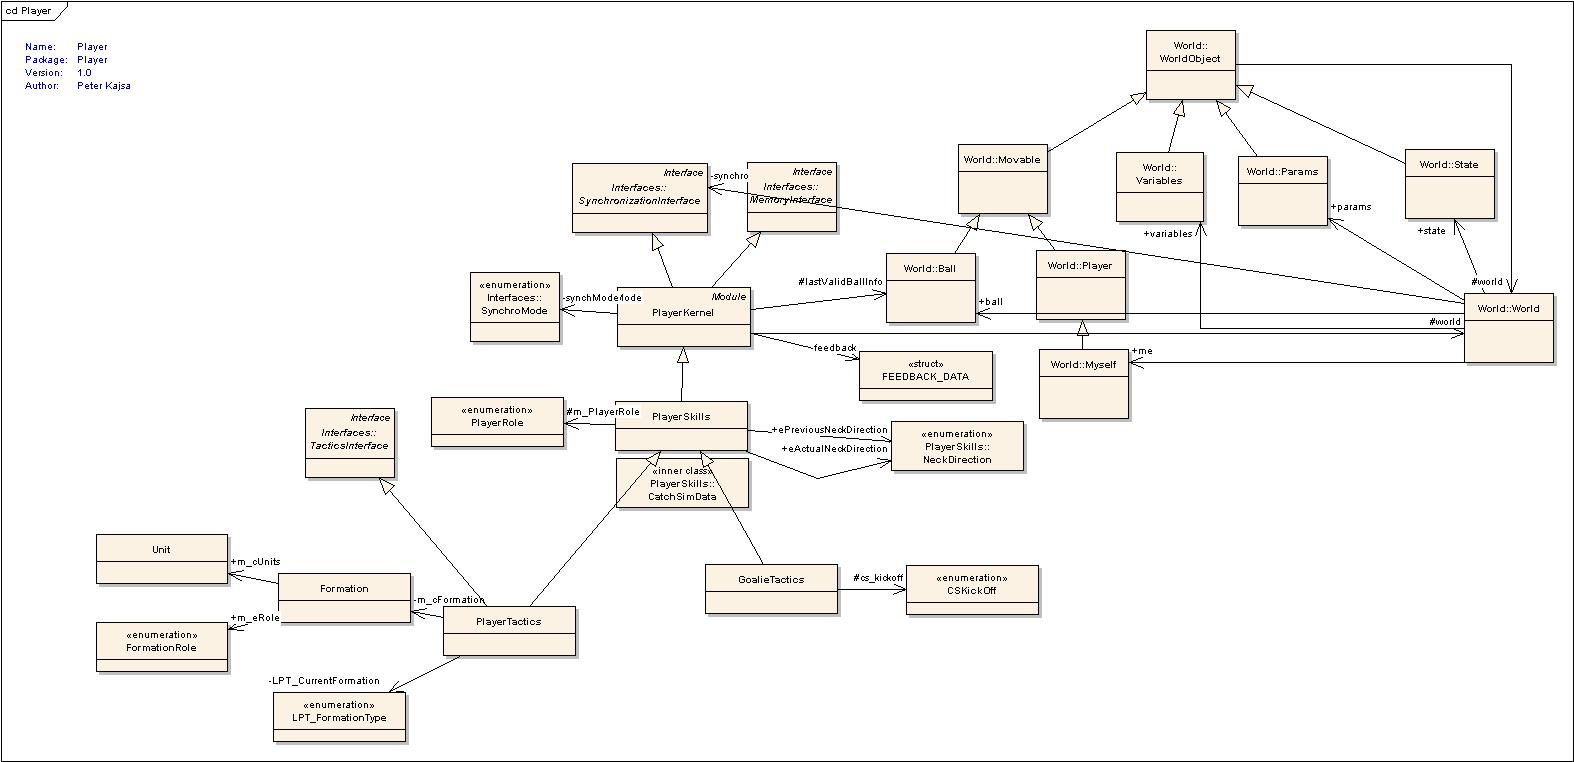 cd Player
Name: Player
Package: Player
Version: 1.0
Author: Peter Kajsa
World::
WorldObject
World::Movable
World::
Variables
World::Params
World::State
Interface
Interfaces::
SynchronizationInterface
-synchro
Interface
Interfaces::
MemoryInterface
+variables
+params
+state
World::Ball
World::Player
#lastValidBallInfo
+ball
#world
World::World
#world
«enumeration»
Interfaces::
SynchroMode
-synchMode
Module
PlayerKernel
feedback
«struct»
FEEDBACK_DATA
+me
World::Myself
«enumeration»
PlayerRole
#m_PlayerRole
PlayerSkills
+ePreviousNeckDirection
+eActualNeckDirection
«enumeration»
PlayerSkills::
NeckDirection
Interface
Interfaces::
TacticsInterface
«inner class»
PlayerSkills::
CatchSimData
Unit
+m_cUnits
Formation
-m_cFormation
+m_eRole
«enumeration»
FormationRole
PlayerTactics
GoalieTactics
#cs_kickoff
«enumeration»
CSKickOff
-LPT_CurrentFormation
«enumeration»
LPT_FormationType